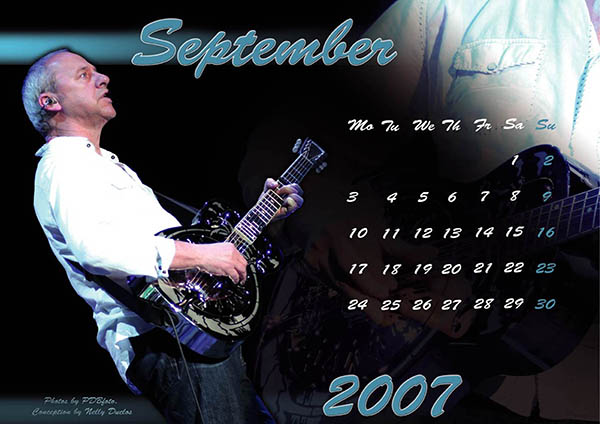 September
Mo Tu We Th Fr Sa Su
1 2
3 4 5 6 7 8 9
10 11 12 13 14 15 16
17 18 19 20 21 22 23
24 25 26 27 28 29 30
2007
Photos by PDBfoto.
Conception by Nelly Duclos